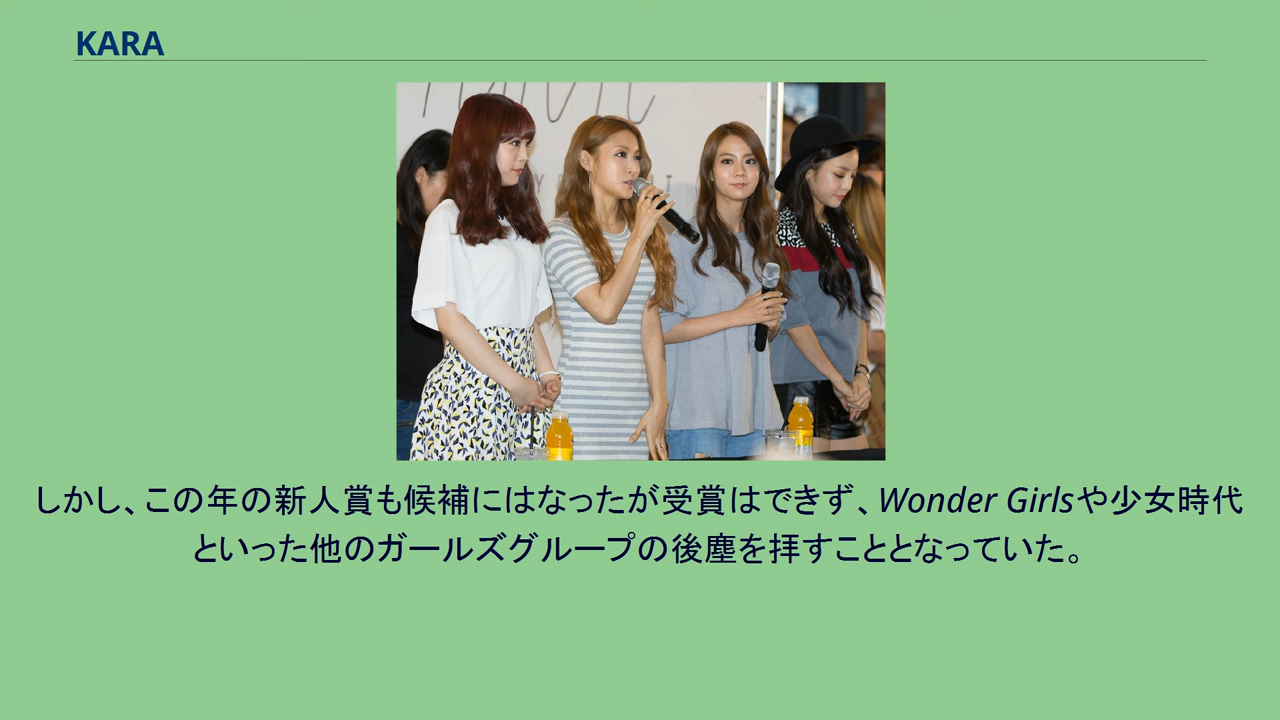 KARA
しかし、この年の新人賞も候補にはなったが受賞はできず、Wonder Girlsや少女時代
といった他のガールズグループの後塵を拝すこととなっていた。